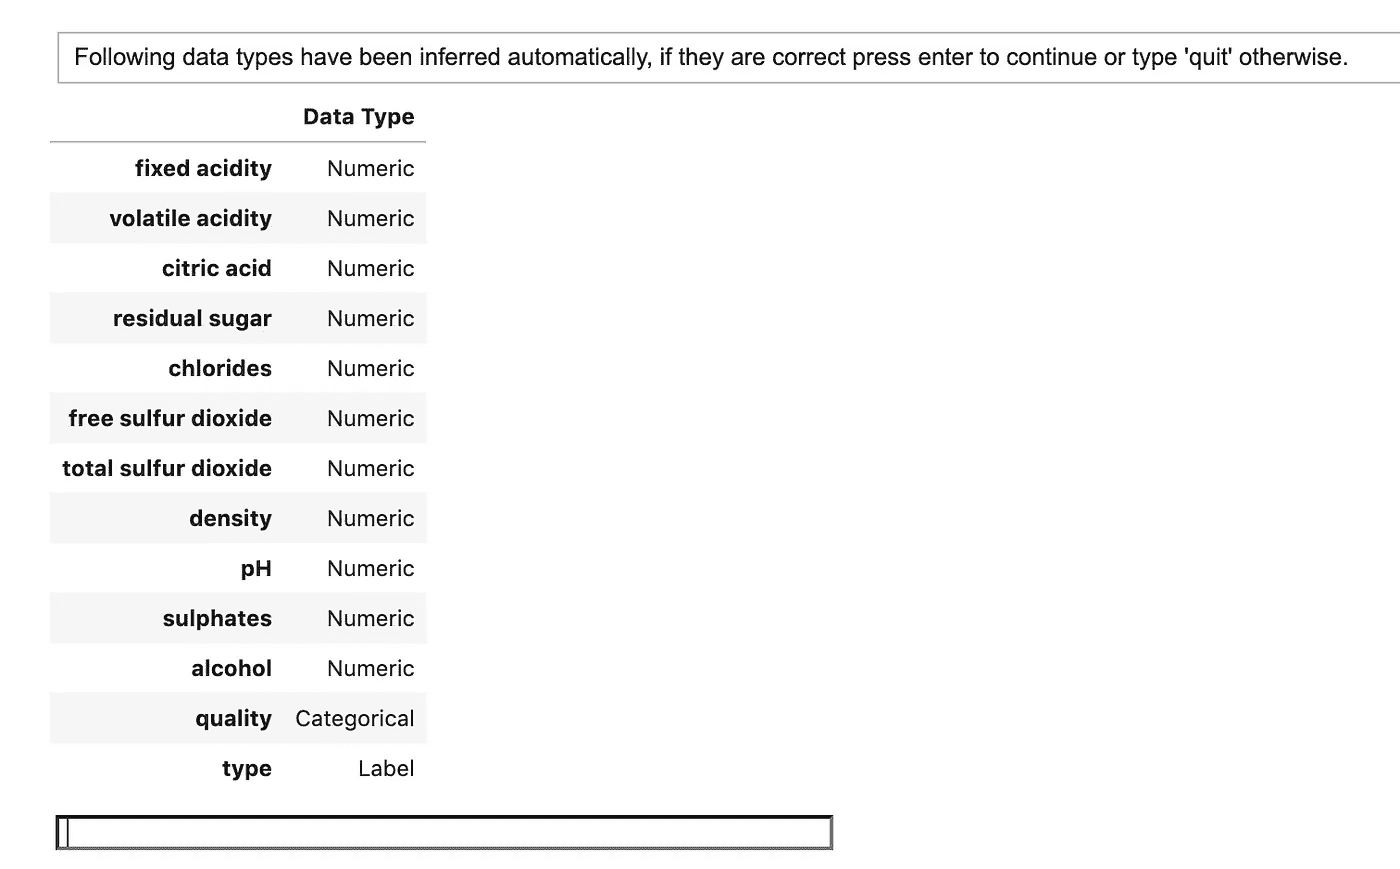 Following data types have been inferred automatically, if they are correct press enter to continue or type 'quit' otherwise.
Data Type
fixed acidity Numeric
volatile acidity Numeric
citric acid Numeric
residual sugar Numeric
chlorides Numeric
free sulfur dioxide Numeric
total sulfur dioxide Numeric
density Numeric
pH Numeric
sulphates Numeric
alcohol Numeric
quality Categorical
type Label